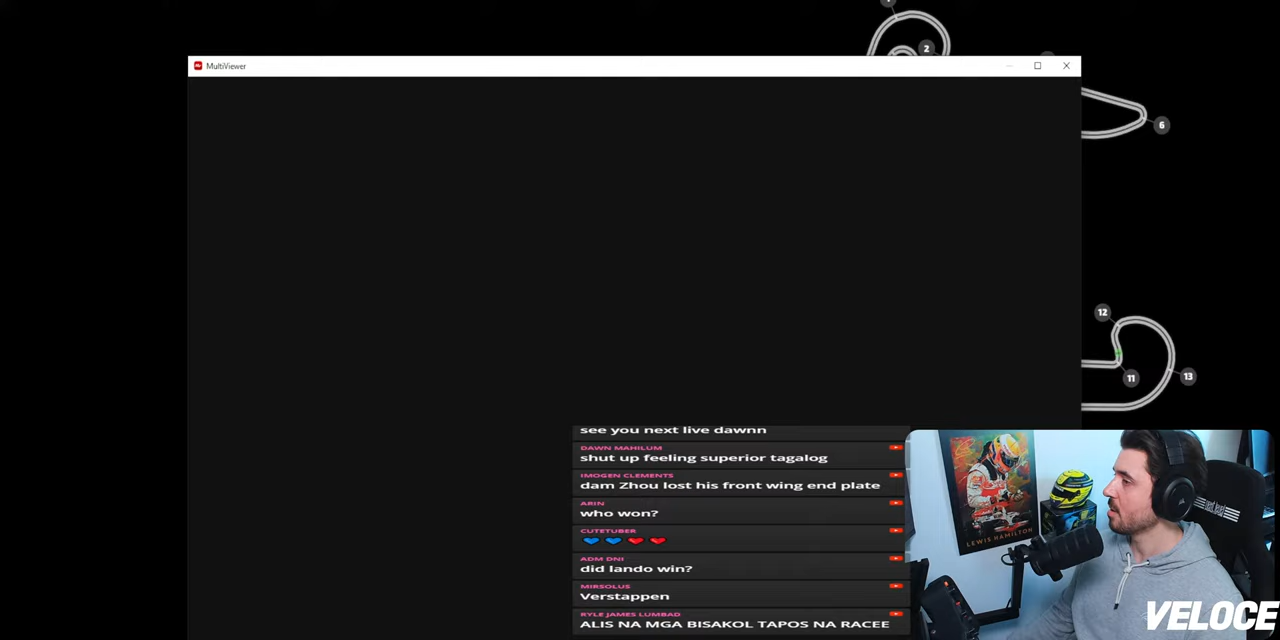 2
MultiViewer
6
12
11
13
see you next live dawnn
DAWN MAHILUM
shut up feeling superior tagalog
IMOGEN CLEMENTS
dam Zhou lost his front wing end plate
ARIN
who won?
CUTETUBER
ADM DNI
did lando win?
MIRSOLUS
Verstappen
RYLE JAMES LUMBAD
ALIS NA MGA BISAKOL TAPOS NA RACEE
LEWIS HAMILTON
VELOCE